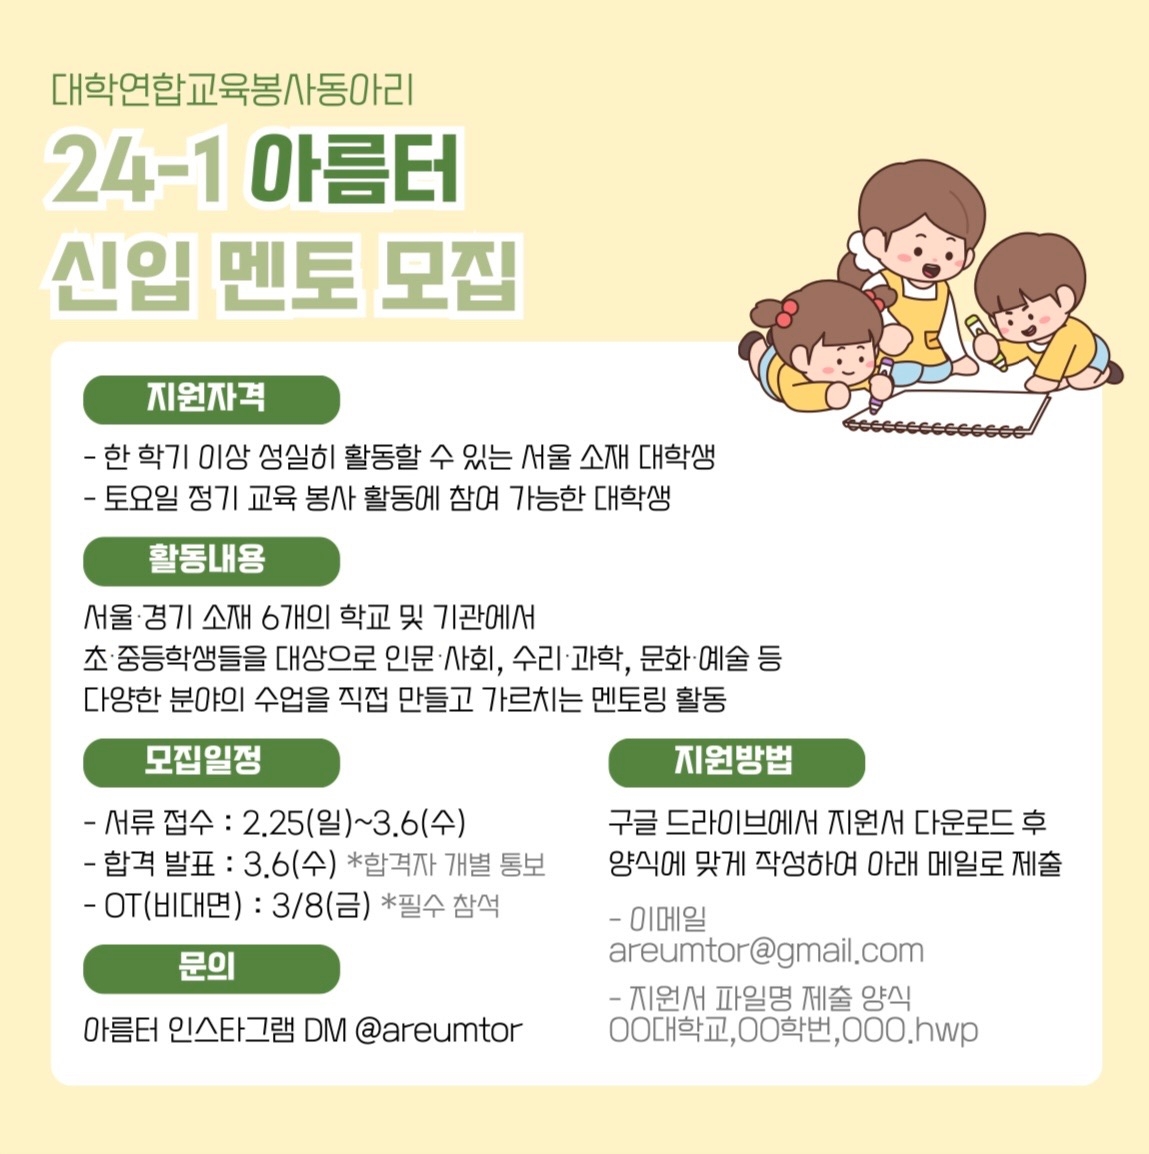 대학연합교육봉사동아리
24-1 아름터
신입 멘토 모집
지원자격
- 한 학기 이상 성실히 활동할 수 있는 서울 소재 대학생
- 토요일 정기 교육 봉사 활동에 참여 가능한 대학생
활동내용
서울·경기 소재 6개의 학교 및 기관에서
초·중등학생들을 대상으로 인문·사회, 수리·과학, 문화·예술 등
다양한 분야의 수업을 직접 만들고 가르치는 멘토링 활동
모집일정
- 서류 접수 : 2.25(일)~3.6(수)
- 합격 발표 : 3.6(수) *합격자 개별 통보
- OT(비대면) : 3/8(금) *필수 참석
문의
아름터 인스타그램 DM @areumtor
지원방법
구글 드라이브에서 지원서 다운로드 후
양식에 맞게 작성하여 아래 메일로 제출
- 이메일
areumtor@gmail.com
- 지원서 파일명 제출 양식
OO대학교,OO학번,OOO.hwp